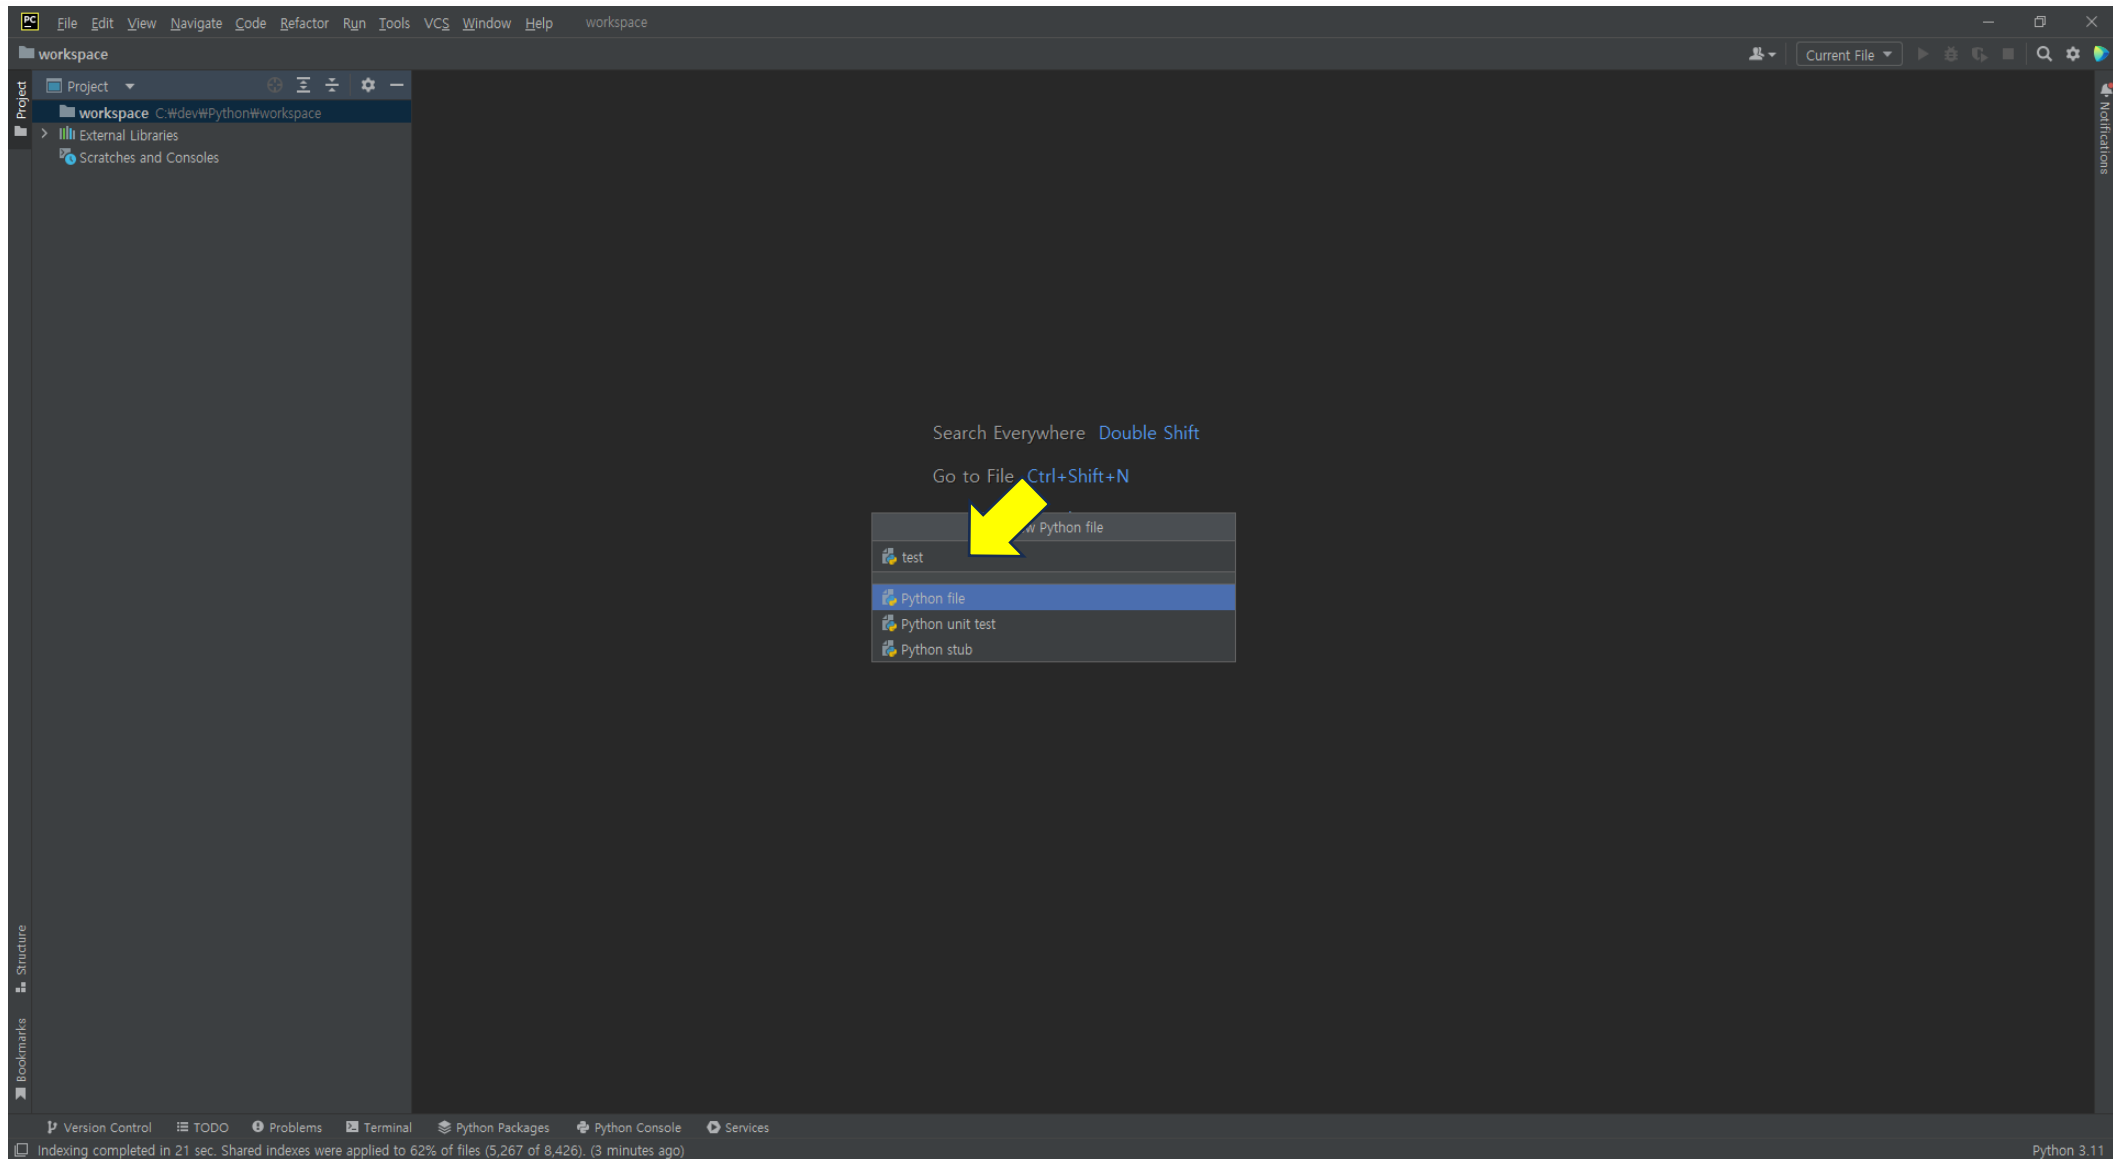 PC File Edit View Navigate Code Refactor Run Tools VCS Window Help workspace
workspace
Current File
Project
Project
workspace C:₩dev₩Python₩workspace
External Libraries
Scratches and Consoles
Notifications
Search Everywhere Double Shift
Go to File Ctrl+Shift+N
Python file
test
Python file
Python unit test
Python stub
Structure
Bookmarks
Version Control TODO Problems Terminal Python Packages Python Console Services
Indexing completed in 21 sec. Shared indexes were applied to 62% of files (5,267 of 8,426). (3 minutes ago)
Python 3.11